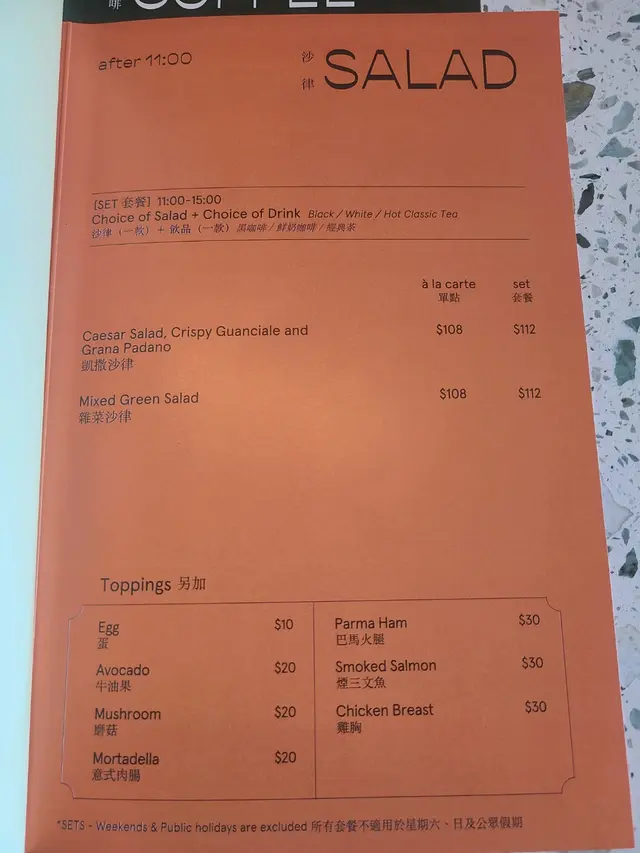 啡 COFFEE
after 11:00
沙律 SALAD
[SET 套餐] 11:00-15:00
Choice of Salad + Choice of Drink Black / White / Hot Classic Tea
沙律（一款）＋ 飲品（一款）黑咖啡 / 鮮奶咖啡 / 經典茶
à la carte set
單點 套餐
Caesar Salad, Crispy Guanciale and $108 $112
Grana Padano
凱撒沙律
Mixed Green Salad $108 $112
雜菜沙律
Toppings 另加
Egg $10
蛋
Avocado $20
牛油果
Mushroom $20
磨菇
Mortadella $20
意式肉腸
Parma Ham $30
巴馬火腿
Smoked Salmon $30
煙三文魚
Chicken Breast $30
雞胸
*SETS - Weekends & Public holidays are excluded 所有套餐不適用於星期六、日及公眾假期